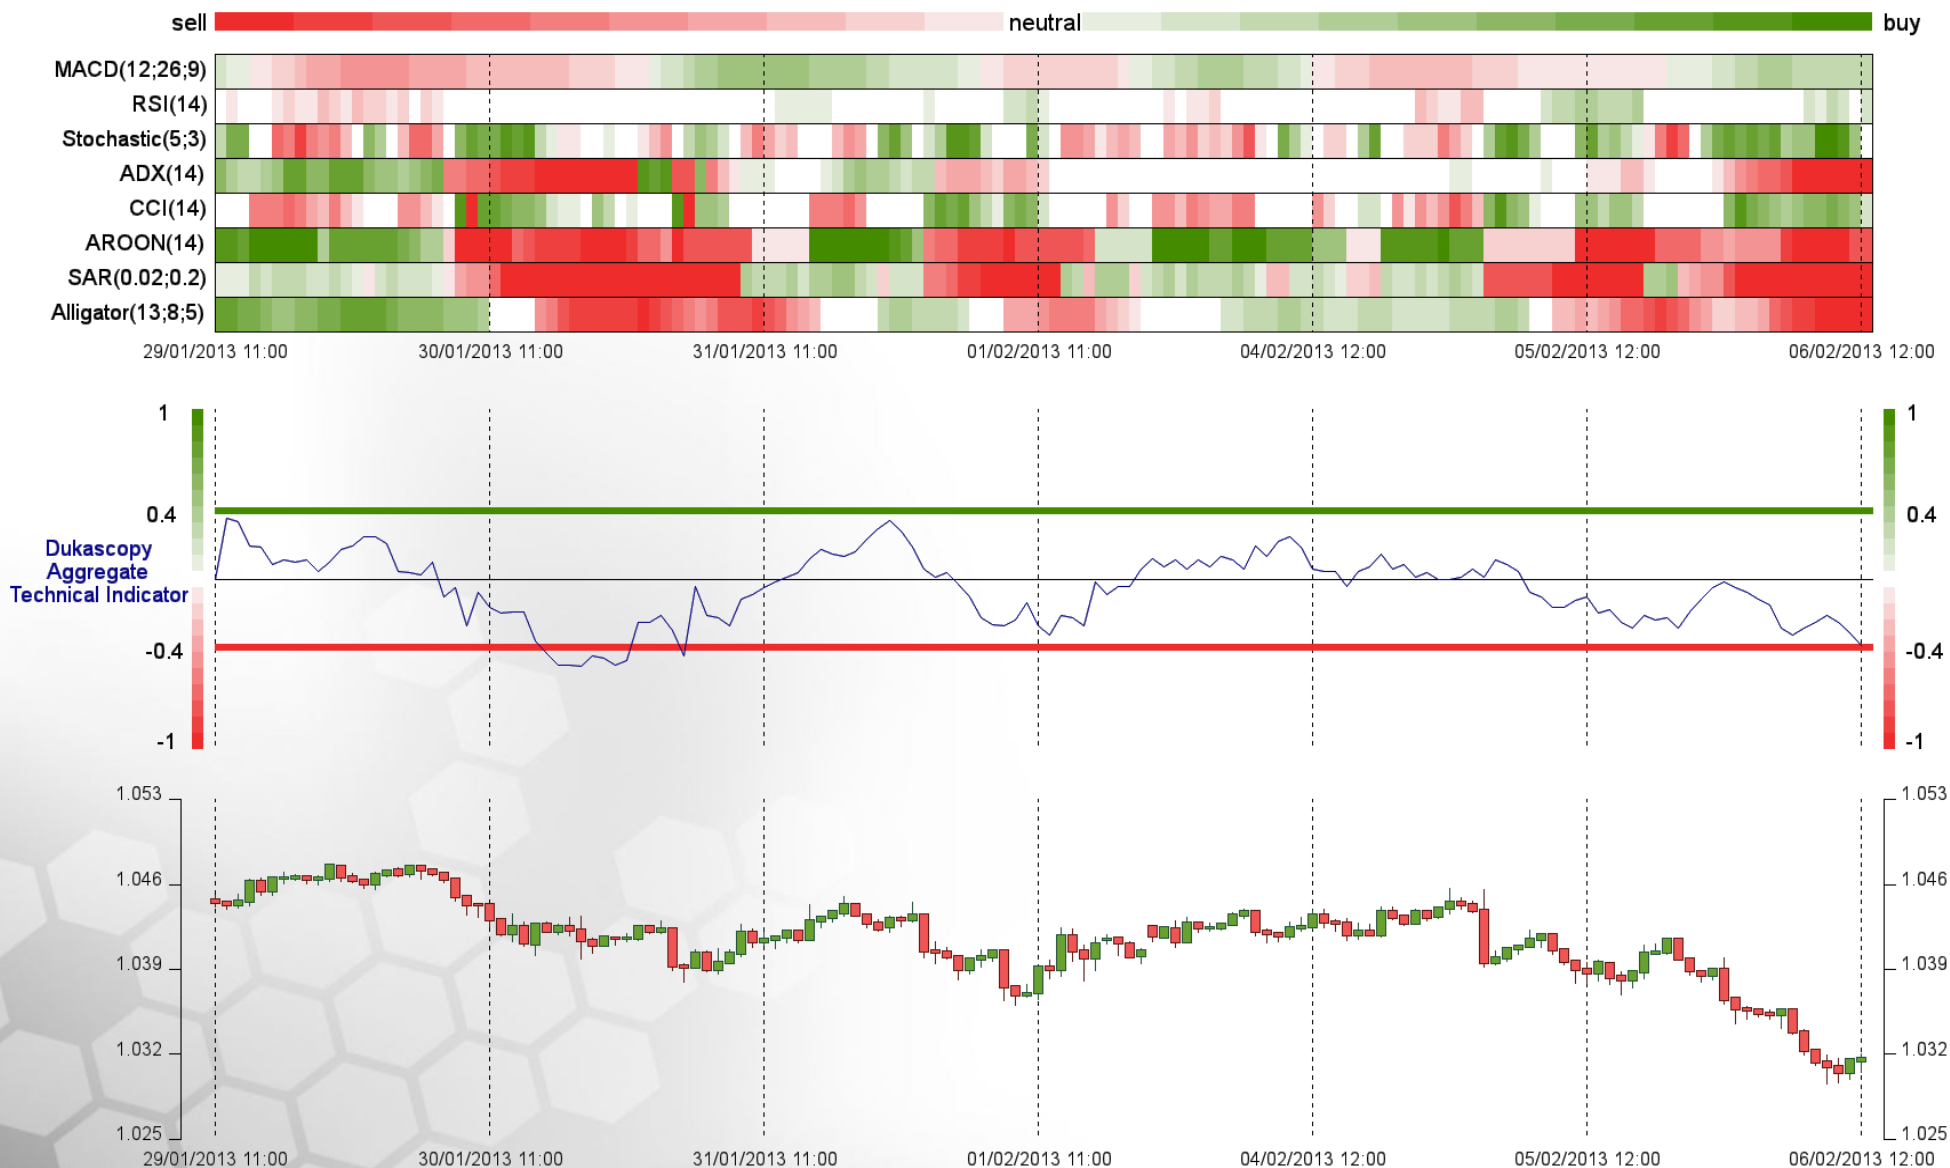 sell neutral buy
MACD(12;26;9)
RSI(14)
Stochastic(5;3)
ADX(14)
CCI(14)
AROON(14)
SAR(0.02;0.2)
Alligator(13;8;5)
29/01/2013 11:00 30/01/2013 11:00 31/01/2013 11:00 01/02/2013 11:00 04/02/2013 12:00 05/02/2013 12:00 06/02/2013 12:00
1 1
0.4 0.4
Dukascopy
Aggregate
Technical Indicator
-0.4 -0.4
-1 -1
1.053 1.053
1.046 1.046
1.039 1.039
1.032 1.032
1.025 1.025
29/01/2013 11:00 30/01/2013 11:00 31/01/2013 11:00 01/02/2013 11:00 04/02/2013 12:00 05/02/2013 12:00 06/02/2013 12:00